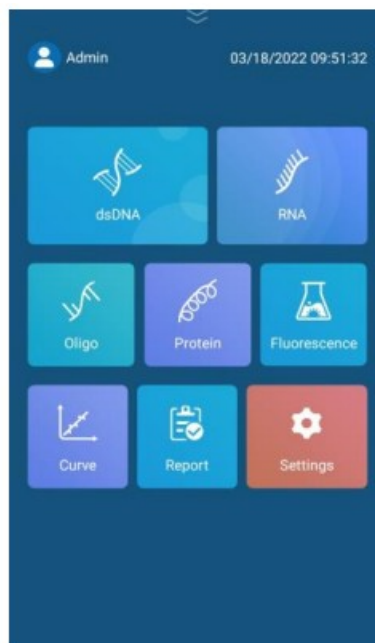 Admin 03/18/2022 09:51:32
dsDNA RNA
Oligo Protein Fluorescence
Curve Report Settings